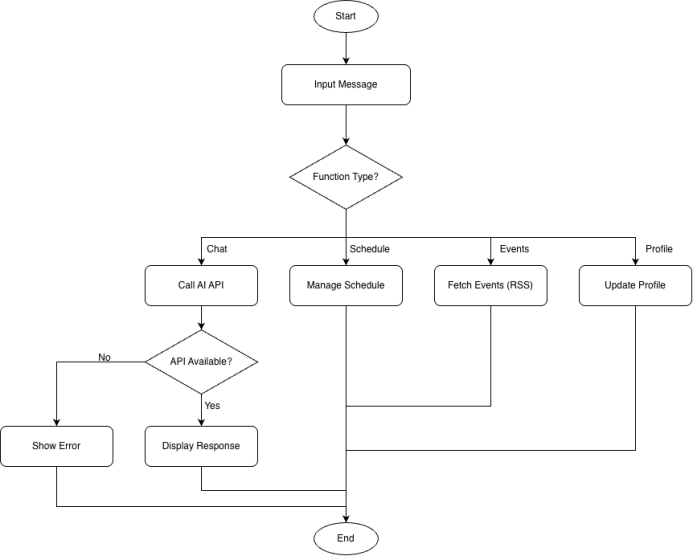 Start
Input Message
Function Type?
Chat
Schedule
Events
Profile
Call AI API
Manage Schedule
Fetch Events (RSS)
Update Profile
No
API Available?
Yes
Show Error
Display Response
End